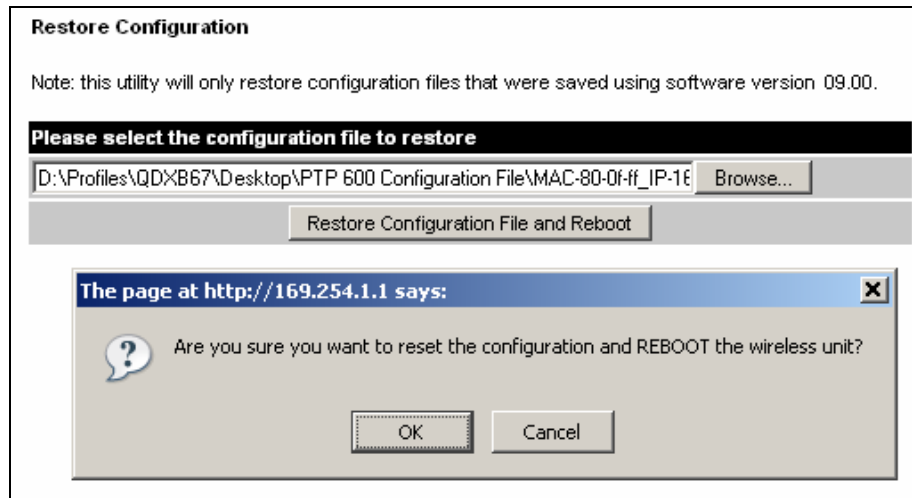 Restore Configuration
Note: this utility will only restore configuration files that were saved using software version 09.00.
Please select the configuration file to restore
D:\Profiles\QDXB67\Desktop\PTP 600 Configuration File\MAC-80-0f-ff_IP-16 Browse...
Restore Configuration File and Reboot
The page at http://169.254.1.1 says:
Are you sure you want to reset the configuration and REBOOT the wireless unit?
OK Cancel